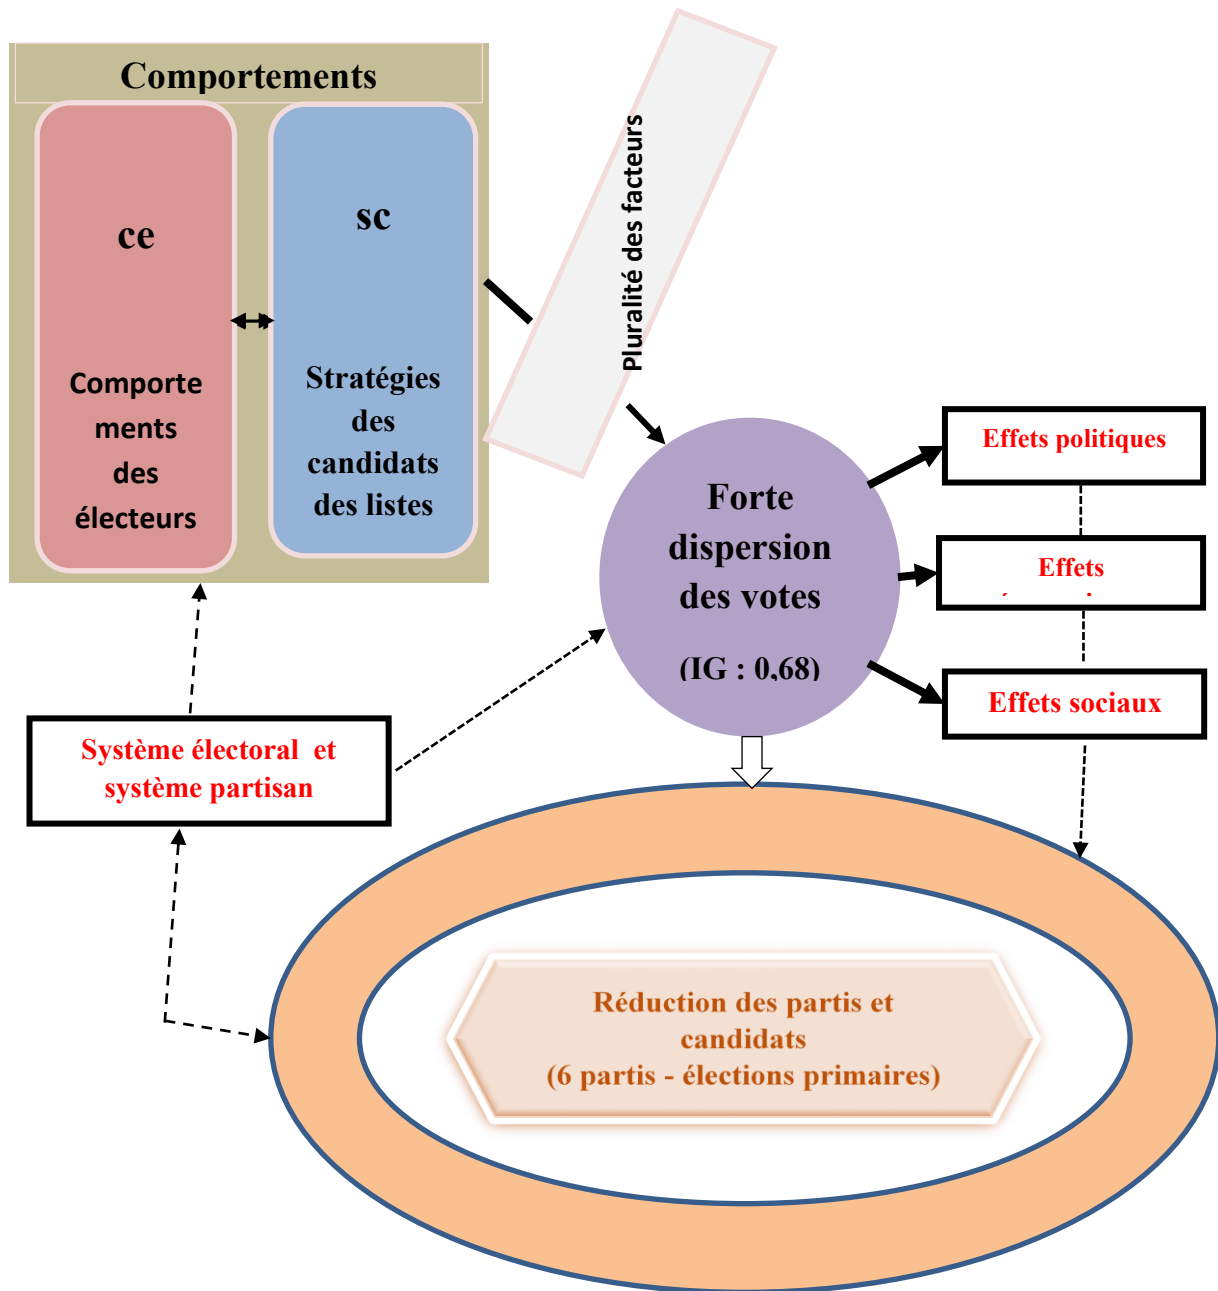 Comportements
ce
Comporte
ments
des
électeurs
sc
Stratégies
des
candidats
des listes
Pluralité des facteurs
Forte
dispersion
des votes
(IG : 0,68)
Effets politiques
Effets
Effets sociaux
Système électoral et
système partisan
Réduction des partis et
candidats
(6 partis - élections primaires)